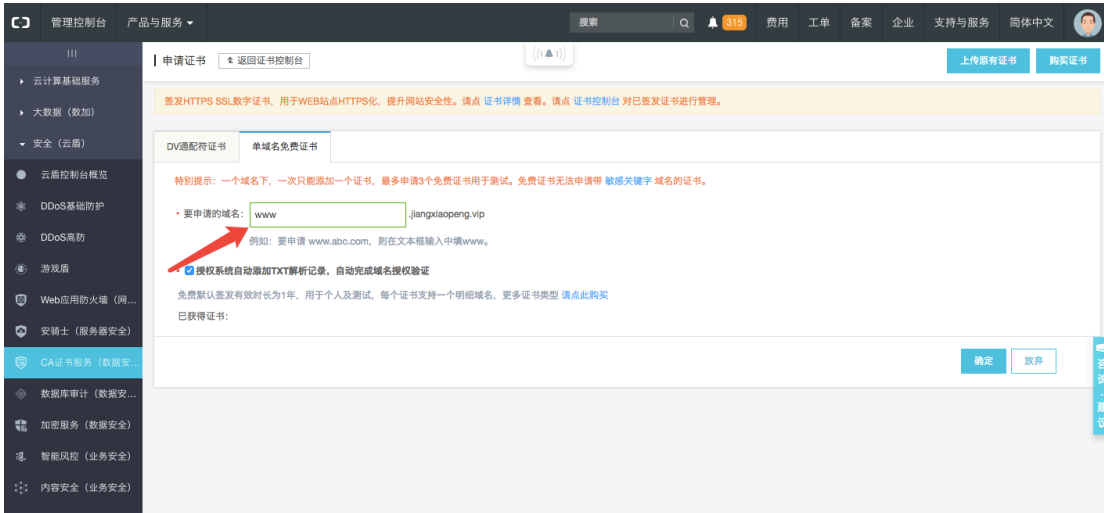 管理控制台 产品与服务 搜索 315 费用 工单 备案 企业 支持与服务 简体中文
云计算基础服务
大数据（数加）
安全（云盾）
云盾控制台概览
DDoS基础防护
DDoS高防
游戏盾
Web应用防火墙（网...
安骑士（服务器安全）
CA证书服务（数据安...
数据库审计（数据安...
加密服务（数据安全）
智能风控（业务安全）
内容安全（业务安全）
申请证书 返回证书控制台 上传原有证书 购买证书
签发HTTPS SSL数字证书，用于WEB站点HTTPS化，提升网站安全性。请点 证书详情 查看。请点 证书控制台 对已签发证书进行管理。
DV通配符证书 单域名免费证书
特别提示：一个域名下，一次只能添加一个证书，最多申请3个免费证书用于测试。免费证书无法申请带 敏感关键字 域名的证书。
* 要申请的域名： www .jiangxiaopeng.vip
例如：要申请 www.abc.com，则在文本框输入中填www。
* 授权系统自动添加TXT解析记录，自动完成域名授权验证
免费默认签发有效时长为1年，用于个人及测试，每个证书支持一个明细域名，更多证书类型 请点此购买
已获得证书：
确定 放弃
咨询·建议